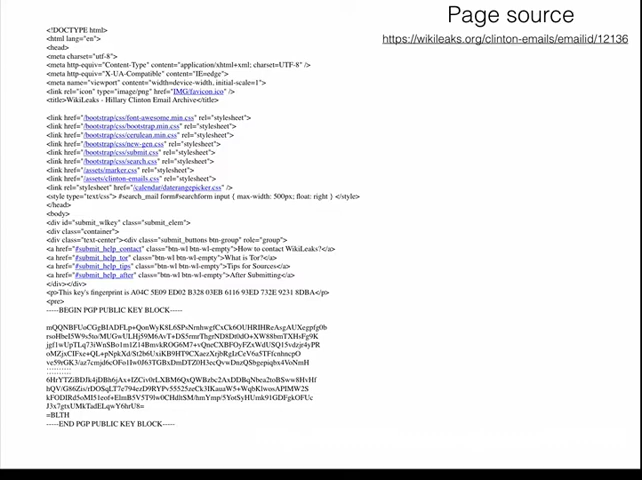 Page source
https://wikileaks.org/clinton-emails/emailid/12136
<!DOCTYPE html>
<html lang="en">
<head>
<meta charset="utf-8">
<meta http-equiv="Content-Type" content="application/xhtml+xml; charset=UTF-8" />
<meta http-equiv="X-UA-Compatible" content="IE=edge">
<meta name="viewport" content="width=device-width, initial-scale=1">
<link rel="icon" type="image/png" href="IMG/favicon.ico" />
<title>WikiLeaks - Hillary Clinton Email Archive</title>
<link href="/bootstrap/css/font-awesome.min.css" rel="stylesheet">
<link href="/bootstrap/css/bootstrap.min.css" rel="stylesheet">
<link href="/bootstrap/css/cerulean.min.css" rel="stylesheet">
<link href="/bootstrap/css/new-gen.css" rel="stylesheet">
<link href="/bootstrap/css/submit.css" rel="stylesheet">
<link href="/bootstrap/css/search.css" rel="stylesheet">
<link href="/assets/marker.css" rel="stylesheet">
<link href="/assets/clinton-emails.css" rel="stylesheet">
<link rel="stylesheet" href="/calendar/daterangepicker.css" />
<style type="text/css"> #search_mail form#searchform input { max-width: 500px; float: right } </style>
</head>
<body>
<div id="submit_wlkey" class="submit_elem">
<div class="container">
<div class="text-center"><div class="submit_buttons btn-group" role="group">
<a href="#submit_help_contact" class="btn-wl btn-wl-empty">How to contact WikiLeaks?</a>
<a href="#submit_help_tor" class="btn-wl btn-wl-empty">What is Tor?</a>
<a href="#submit_help_tips" class="btn-wl btn-wl-empty">Tips for Sources</a>
<a href="#submit_help_after" class="btn-wl btn-wl-empty">After Submitting</a>
</div></div>
<p>This key's fingerprint is A04C 5E09 ED02 B328 03EB 6116 93ED 732E 9231 8DBA</p>
<pre>
-----BEGIN PGP PUBLIC KEY BLOCK-----
::::::::::
=BLTH
-----END PGP PUBLIC KEY BLOCK-----